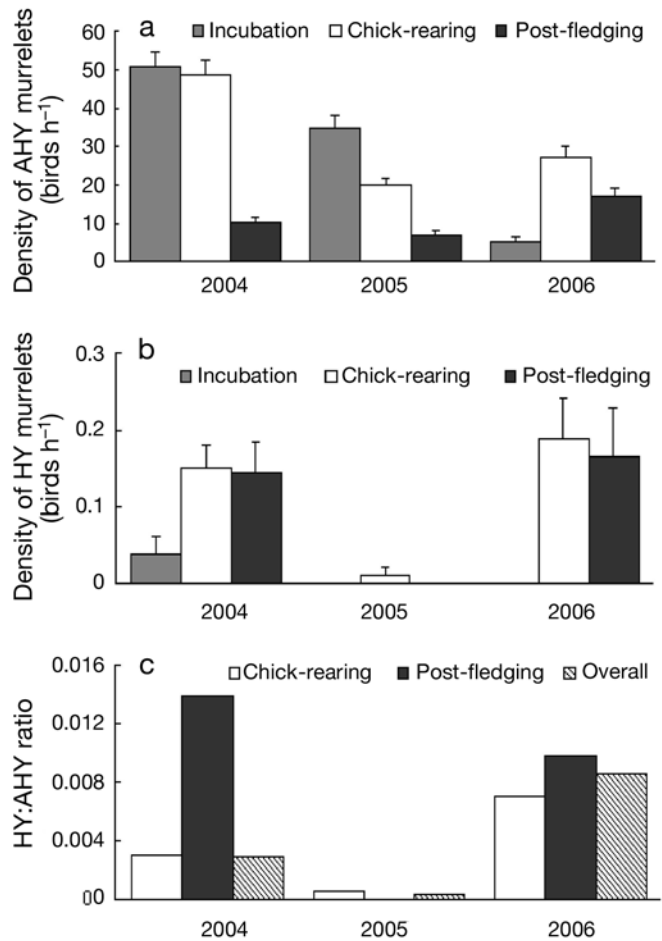 a
Incubation Chick-rearing Post-fledging
Density of AHY murrelets
(birds h⁻¹)
60
50
40
30
20
10
0
2004 2005 2006
b
Incubation Chick-rearing Post-fledging
Density of HY murrelets
(birds h⁻¹)
0.3
0.2
0.1
0
2004 2005 2006
c
Chick-rearing Post-fledging Overall
HY:AHY ratio
0.016
0.012
0.008
0.004
00
2004 2005 2006